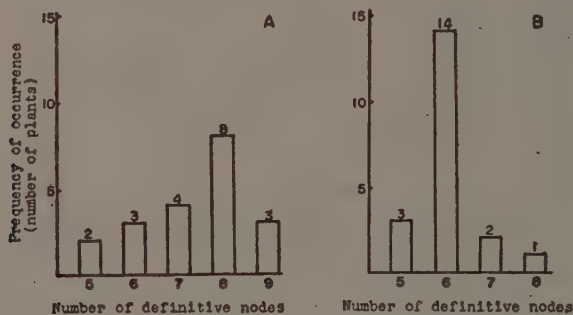 15
A
15
14
B
Frequency of occurrence
(number of plants)
10
10
8
5
4
3
3
2
5
3
2
1
5 6 7 8 9
5 6 7 8
Number of definitive nodes
Number of definitive nodes